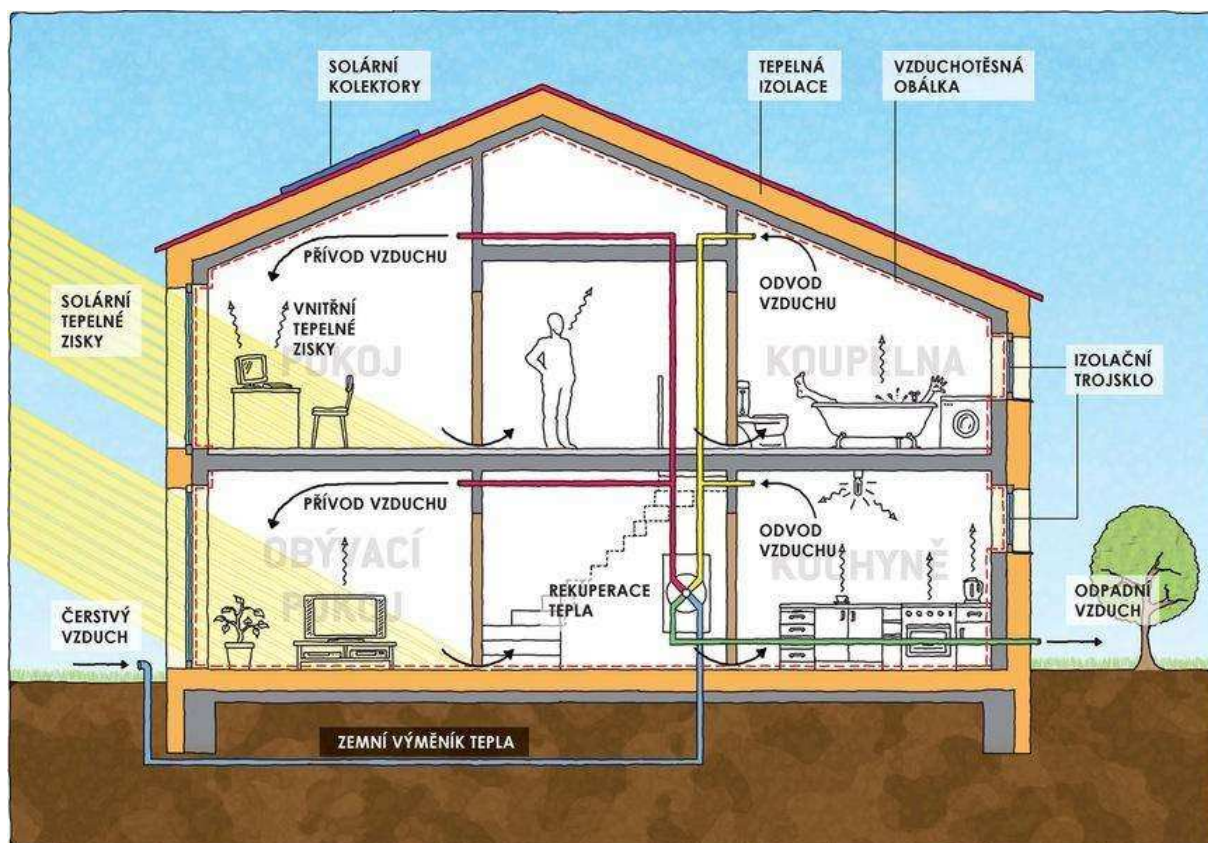 SOLÁRNÍ
KOLEKTORY
TEPELNÁ
IZOLACE
VZDUCHOTĚSNÁ
OBÁLKA
PŘÍVOD VZDUCHU
ODVOD
VZDUCHU
SOLÁRNÍ
TEPELNÉ
ZISKY
VNITŘNÍ
TEPELNÉ
ZISKY
POKOJ
KOUPELNA
IZOLAČNÍ
TROJSKLO
PŘÍVOD VZDUCHU
ODVOD
VZDUCHU
OBÝVACÍ
POKOJ
KUCHYNĚ
REKUPERACE
TEPLA
ČERSTVÝ
VZDUCH
ODPADNÍ
VZDUCH
ZEMNÍ VÝMĚNÍK TEPLA